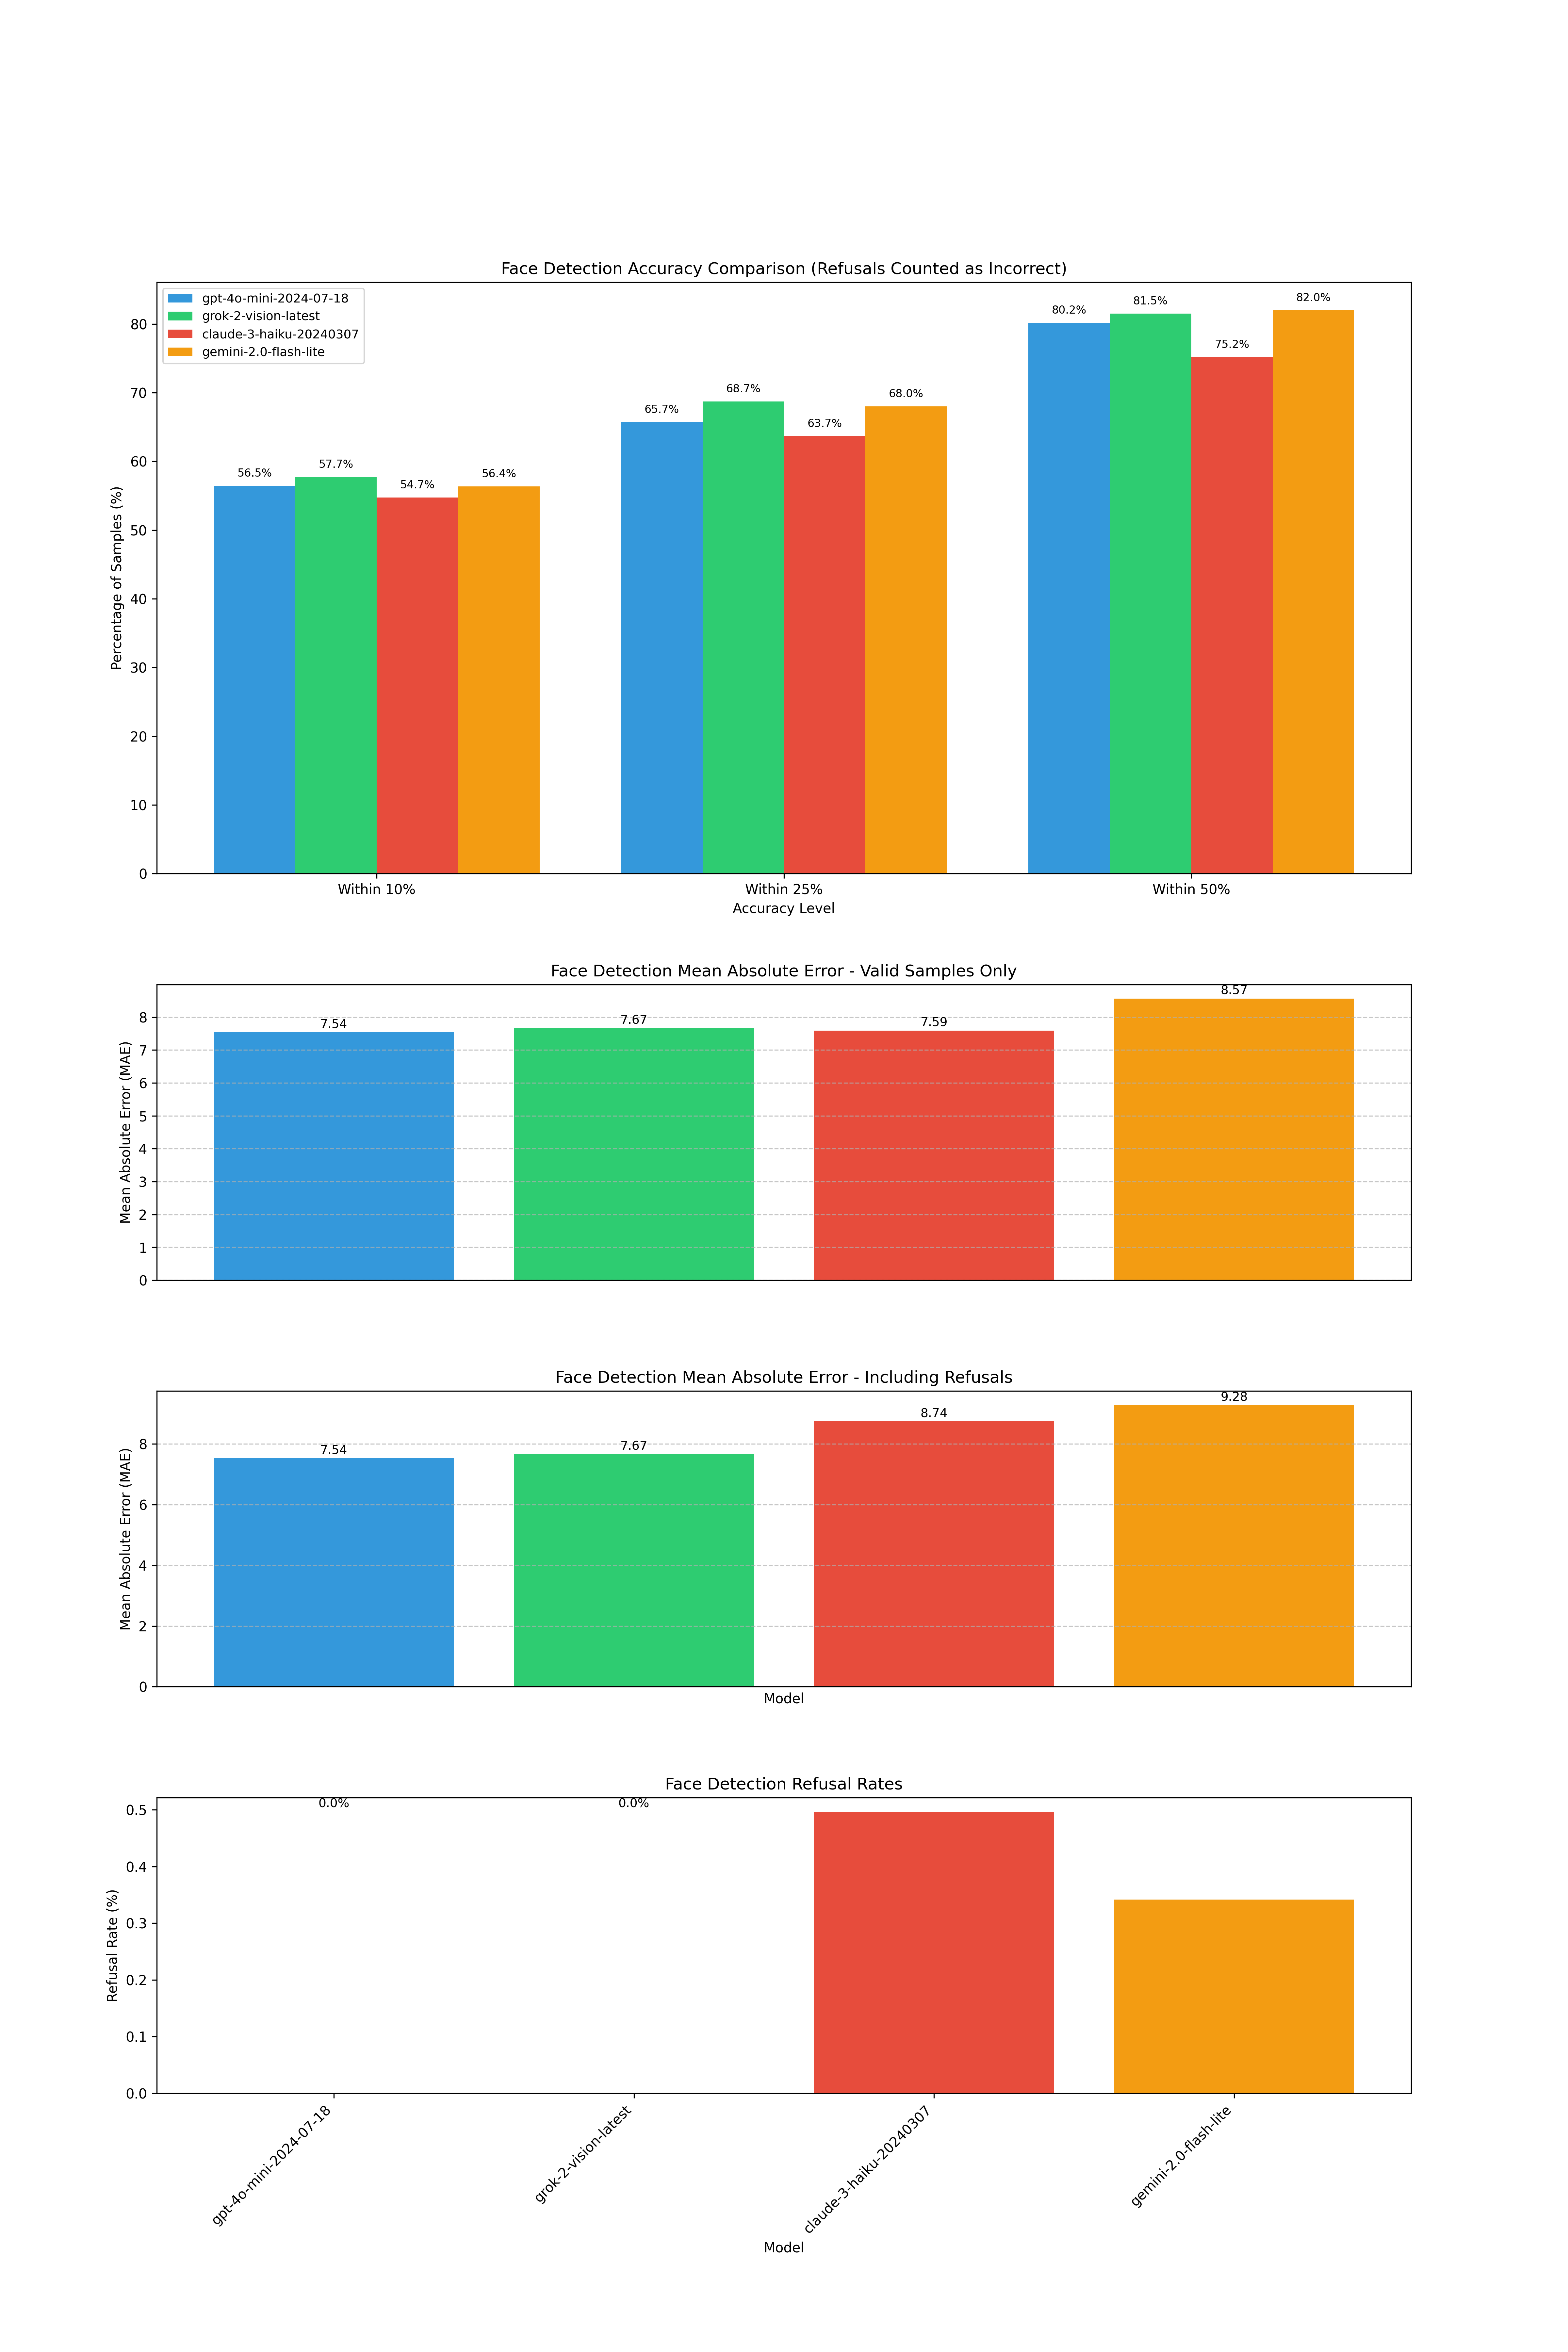 Face Detection Accuracy Comparison (Refusals Counted as Incorrect)
gpt-4o-mini-2024-07-18
grok-2-vision-latest
claude-3-haiku-20240307
gemini-2.0-flash-lite
Percentage of Samples (%)
80
70
60
50
40
30
20
10
0
56.5%
57.7%
54.7%
56.4%
65.7%
68.7%
63.7%
68.0%
80.2%
81.5%
75.2%
82.0%
Within 10%
Within 25%
Within 50%
Accuracy Level
Face Detection Mean Absolute Error - Valid Samples Only
Mean Absolute Error (MAE)
8
7
6
5
4
3
2
1
0
7.54
7.67
7.59
8.57
Face Detection Mean Absolute Error - Including Refusals
Mean Absolute Error (MAE)
8
6
4
2
0
7.54
7.67
8.74
9.28
Model
Face Detection Refusal Rates
Refusal Rate (%)
0.5
0.4
0.3
0.2
0.1
0.0
0.0%
0.0%
gpt-4o-mini-2024-07-18
grok-2-vision-latest
claude-3-haiku-20240307
gemini-2.0-flash-lite
Model